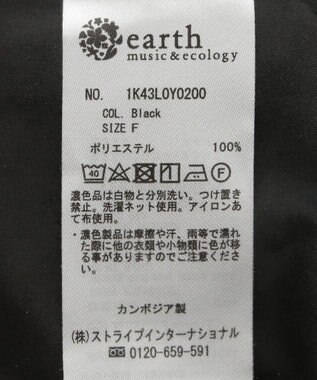 earth
music&ecology
NO. 1K43L0Y0200
COL. Black
SIZE F
ポリエステル 100%
40
濃色品は白物と分別洗い。つけ置き
禁止。洗濯ネット使用。アイロンあ
て布使用。
・濃色製品は摩擦や汗、雨等で濡れ
た際に他の衣類や小物類に色が移
る事がありますのでご注意くださ
い。
カンボジア製
(株)ストライプインターナショナル
0120-659-591